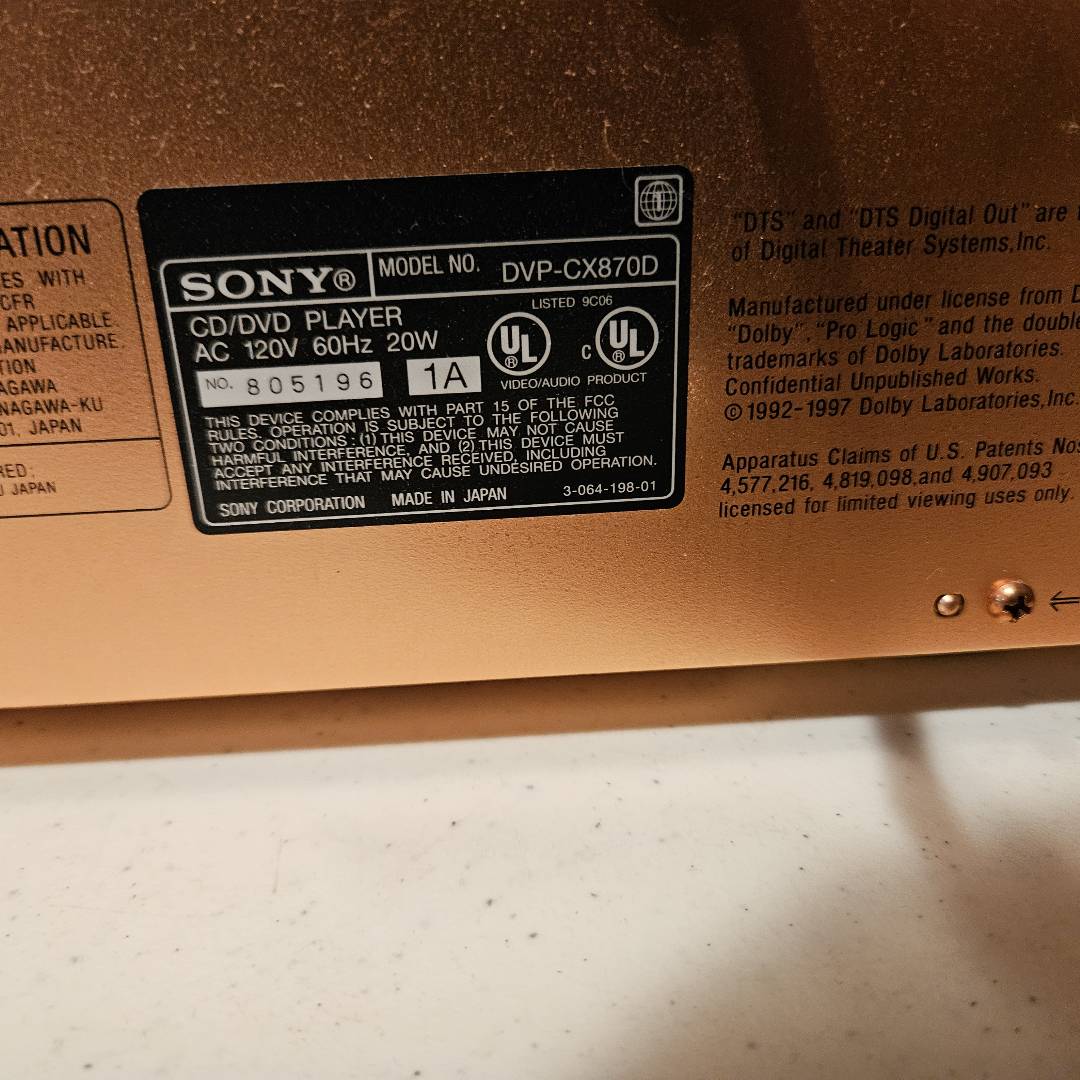 ATION
ES WITH
CFR
APPLICABLE
ANUFACTURE.
TION
AGAWA
NAGAWA-KU
01, JAPAN
RED:
JAPAN
SONY® MODEL NO. DVP-CX870D
CD/DVD PLAYER
AC 120V 60Hz 20W
LISTED 9C06
UL® C UL®
VIDEO/AUDIO PRODUCT
NO. 805196 1A
THIS DEVICE COMPLIES WITH PART 15 OF THE FCC
RULES. OPERATION IS SUBJECT TO THE FOLLOWING
TWO CONDITIONS : (1) THIS DEVICE MAY NOT CAUSE
HARMFUL INTERFERENCE, AND (2) THIS DEVICE MUST
ACCEPT ANY INTERFERENCE RECEIVED, INCLUDING
INTERFERENCE THAT MAY CAUSE UNDESIRED OPERATION.
SONY CORPORATION MADE IN JAPAN 3-064-198-01
"DTS" and "DTS Digital Out" are
of Digital Theater Systems,Inc.
Manufactured under license from D
"Dolby", "Pro Logic" and the double
trademarks of Dolby Laboratories.
Confidential Unpublished Works.
©1992-1997 Dolby Laboratories,Inc.
Apparatus Claims of U.S. Patents Nos
4,577,216, 4,819,098,and 4,907,093
licensed for limited viewing uses only.